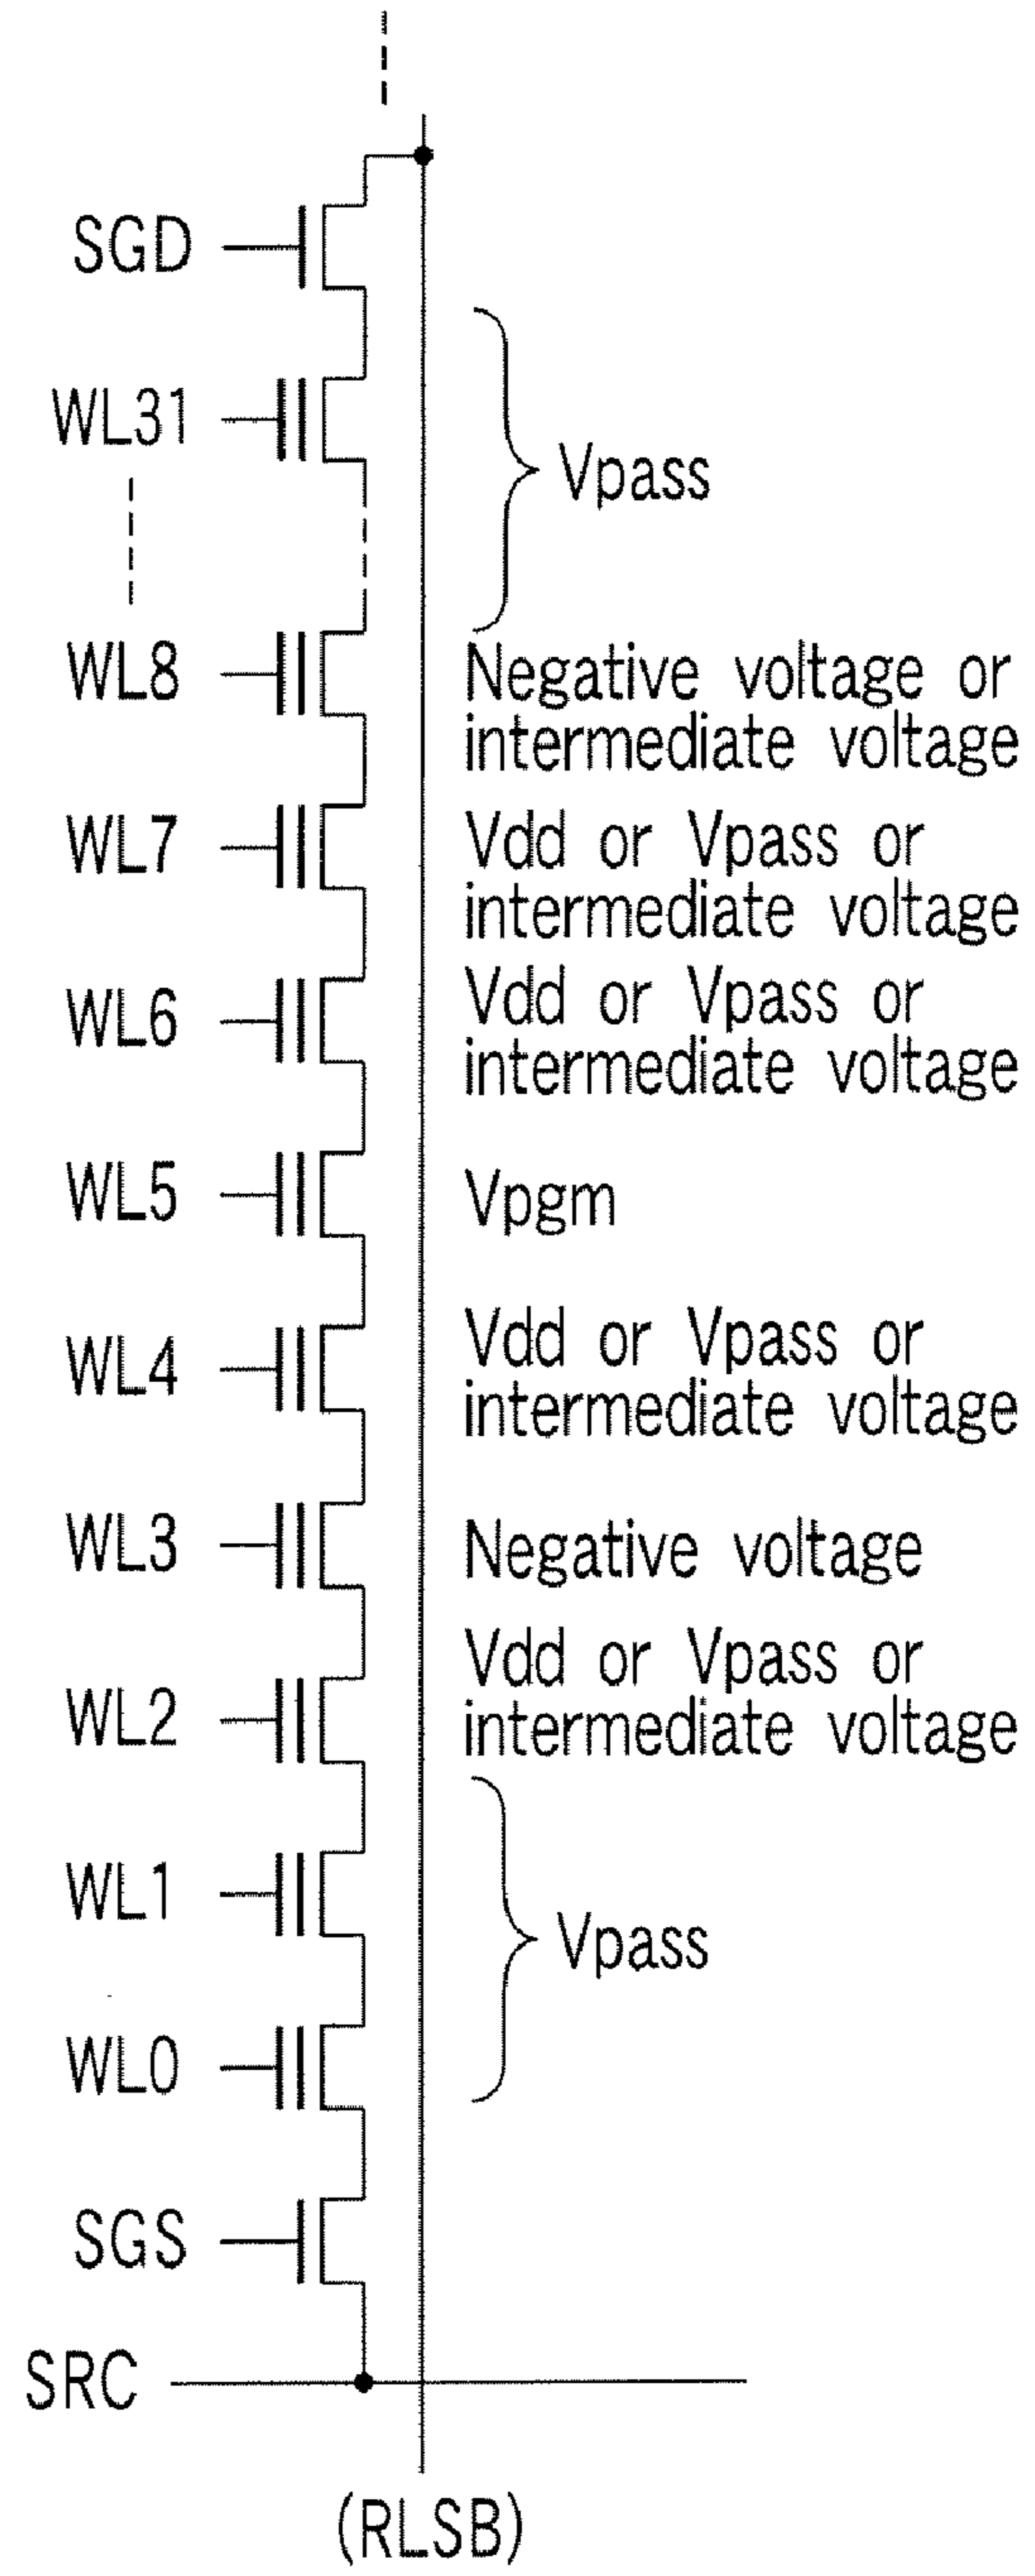 SGD
WL31
Vpass
WL8
Negative voltage or
intermediate voltage
WL7
Vdd or Vpass or
intermediate voltage
WL6
Vdd or Vpass or
intermediate voltage
WL5
Vpgm
WL4
Vdd or Vpass or
intermediate voltage
WL3
Negative voltage
WL2
Vdd or Vpass or
intermediate voltage
WL1
Vpass
WL0
SGS
SRC
(RLSB)